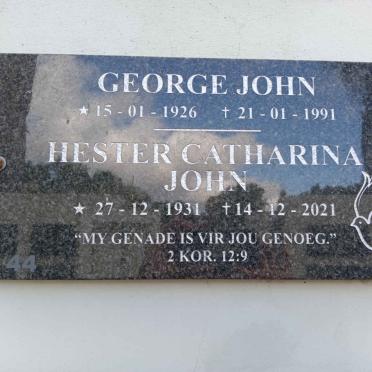 GEORGE JOHN
★ 15 - 01 - 1926 † 21 - 01 - 1991
HESTER CATHARINA
JOHN
★ 27 - 12 - 1931 † 14 - 12 - 2021
“MY GENADE IS VIR JOU GENOEG.”
2 KOR. 12:9
44